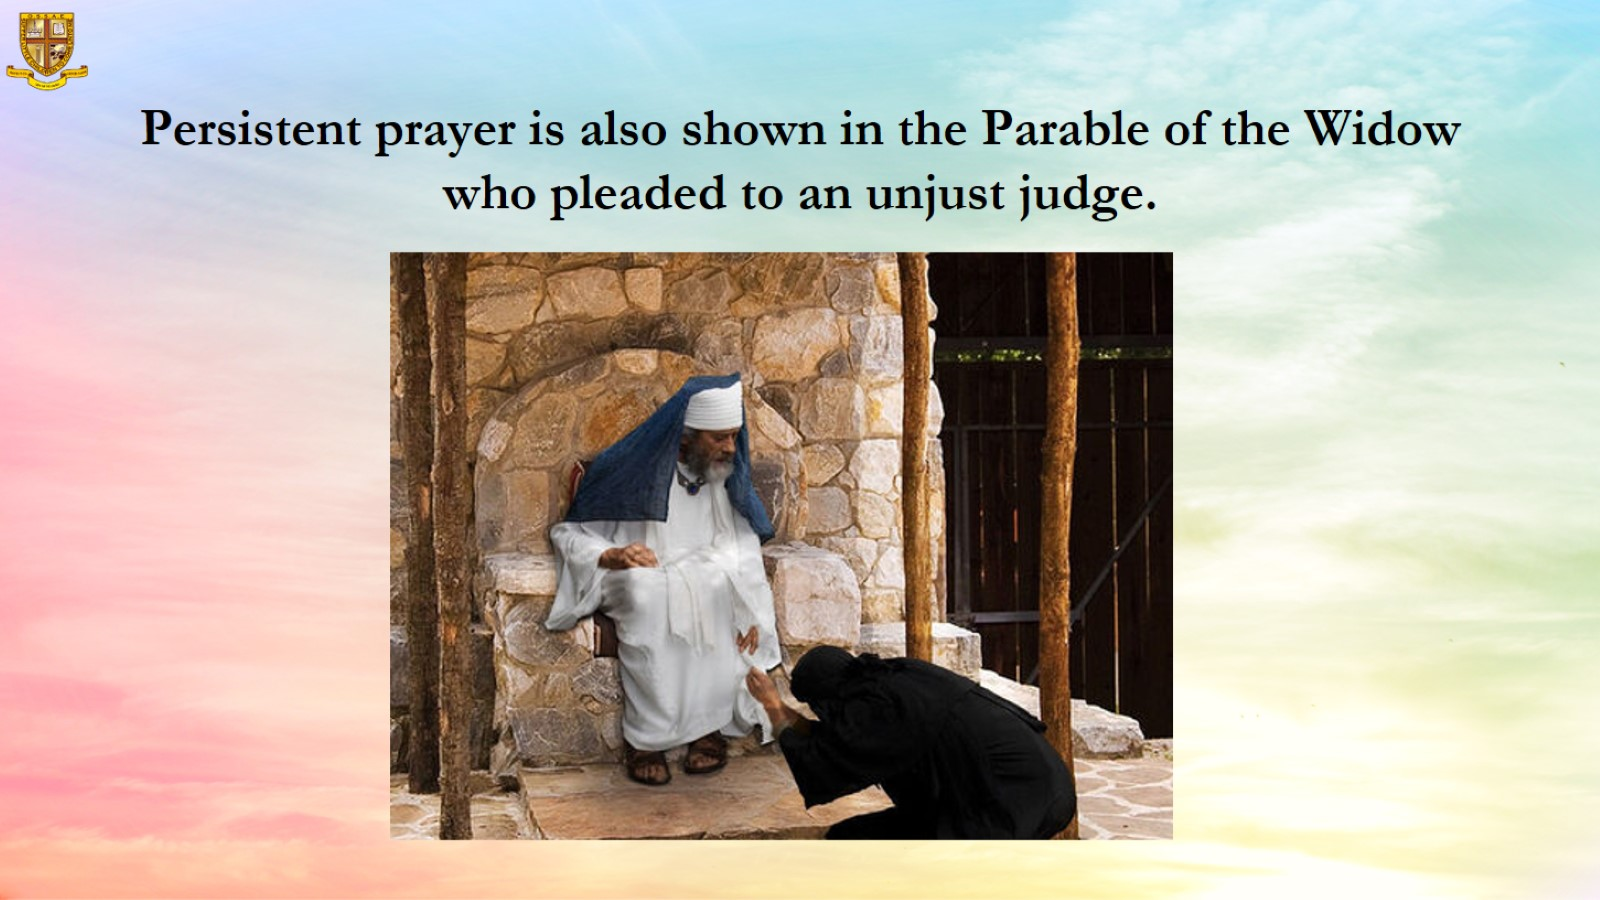 Persistent prayer is also shown in the Parable of the Widow
who pleaded to an unjust judge.